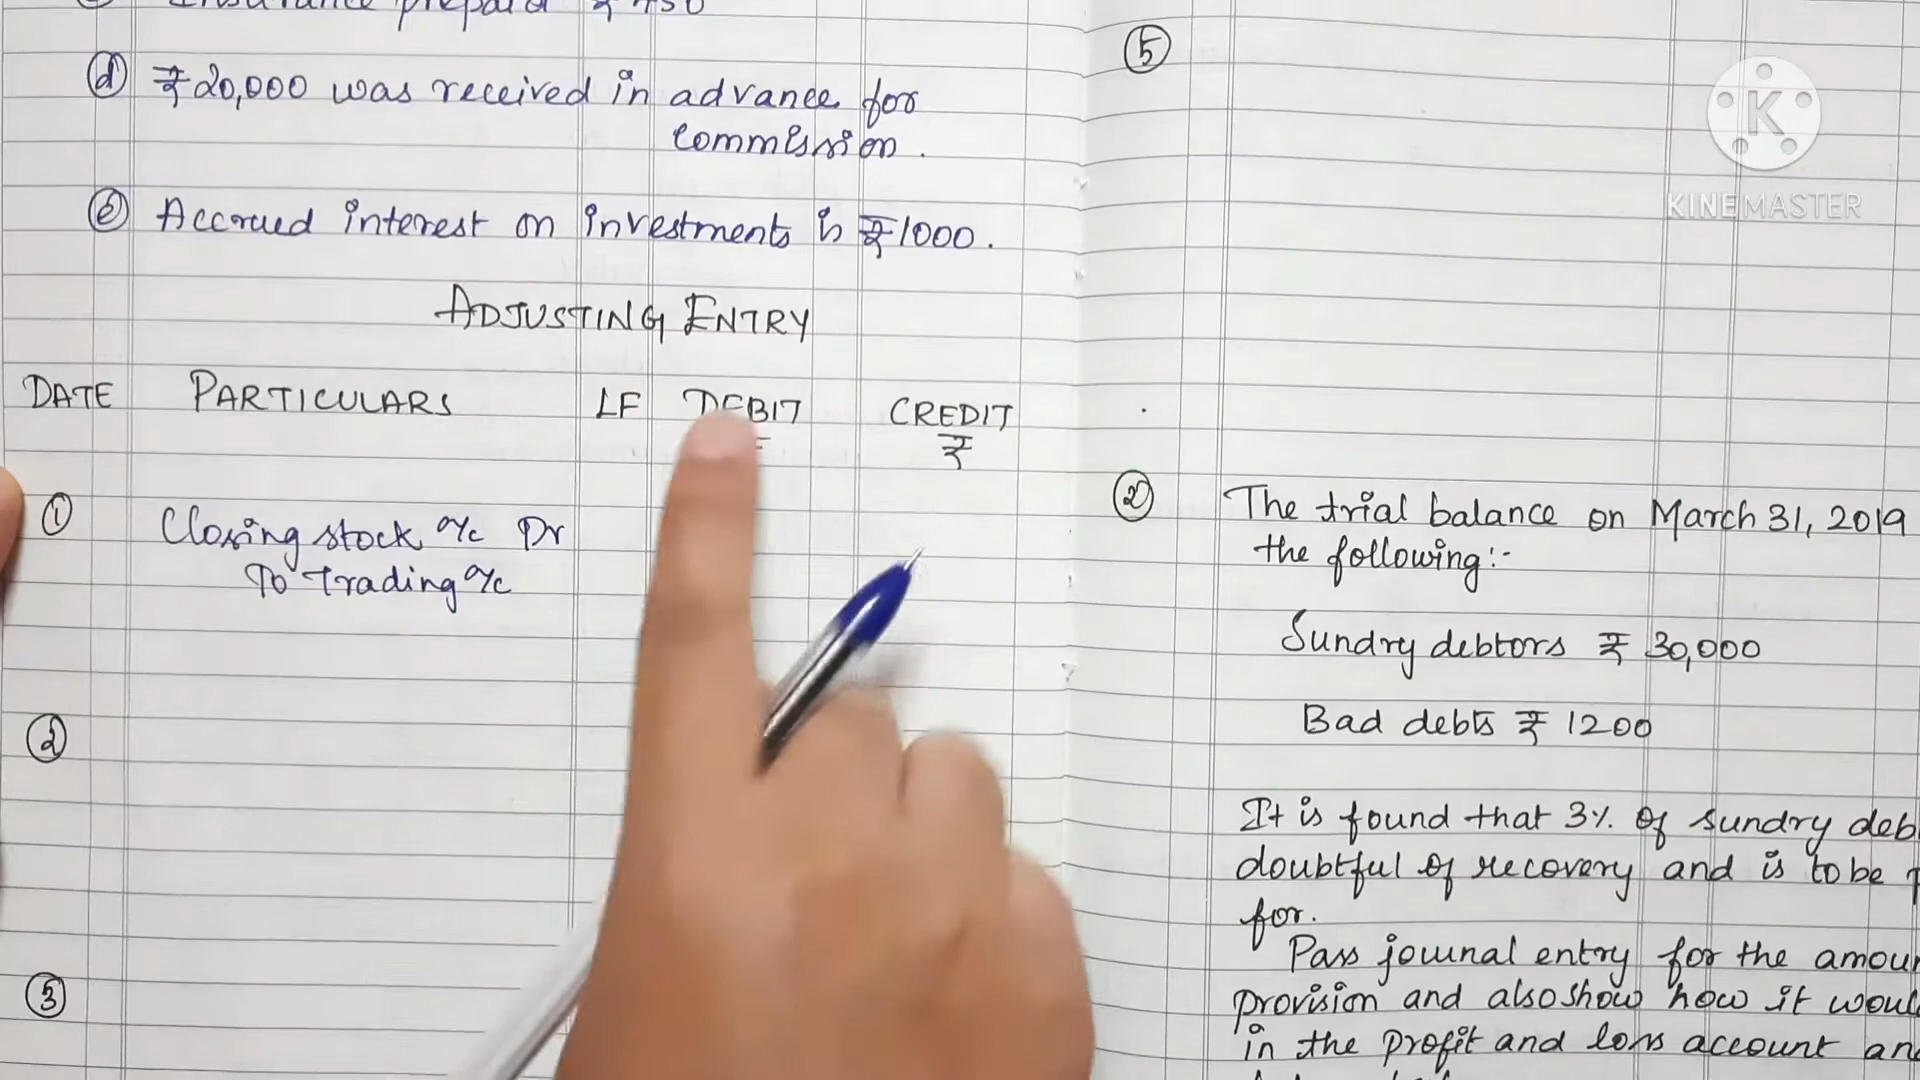 Insurance prepaid ₹ 450
ⓓ ₹20,000 was received in advance for
commission.
ⓔ Accrued interest on investments is ₹1000.
ADJUSTING ENTRY
DATE PARTICULARS LF DEBIT CREDIT
₹
① Closing stock a/c Dr
To Trading a/c
②
③
⑤
KINEMASTER
② The trial balance on March 31, 2019
the following:-
Sundry debtors ₹ 30,000
Bad debts ₹ 1200
It is found that 3% of sundry deb
doubtful of recovery and is to be
for.
Pass journal entry for the amou
provision and also show how it woul
in the profit and loss account an